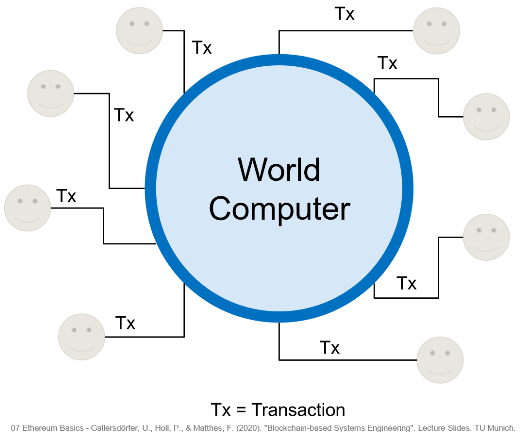 Tx
Tx
Tx
Tx
World
Computer
Tx
Tx
Tx
Tx
Tx = Transaction
07 Ethereum Basics - Gallersdörfer, U., Holl, P., & Matthes, F. (2020). "Blockchain-based Systems Engineering". Lecture Slides. TU Munich.